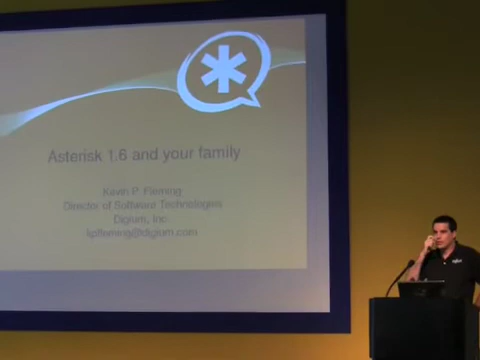 Asterisk 1.6 and your family
Kevin P. Fleming
Director of Software Technologies
Digium, Inc.
kpfleming@digium.com